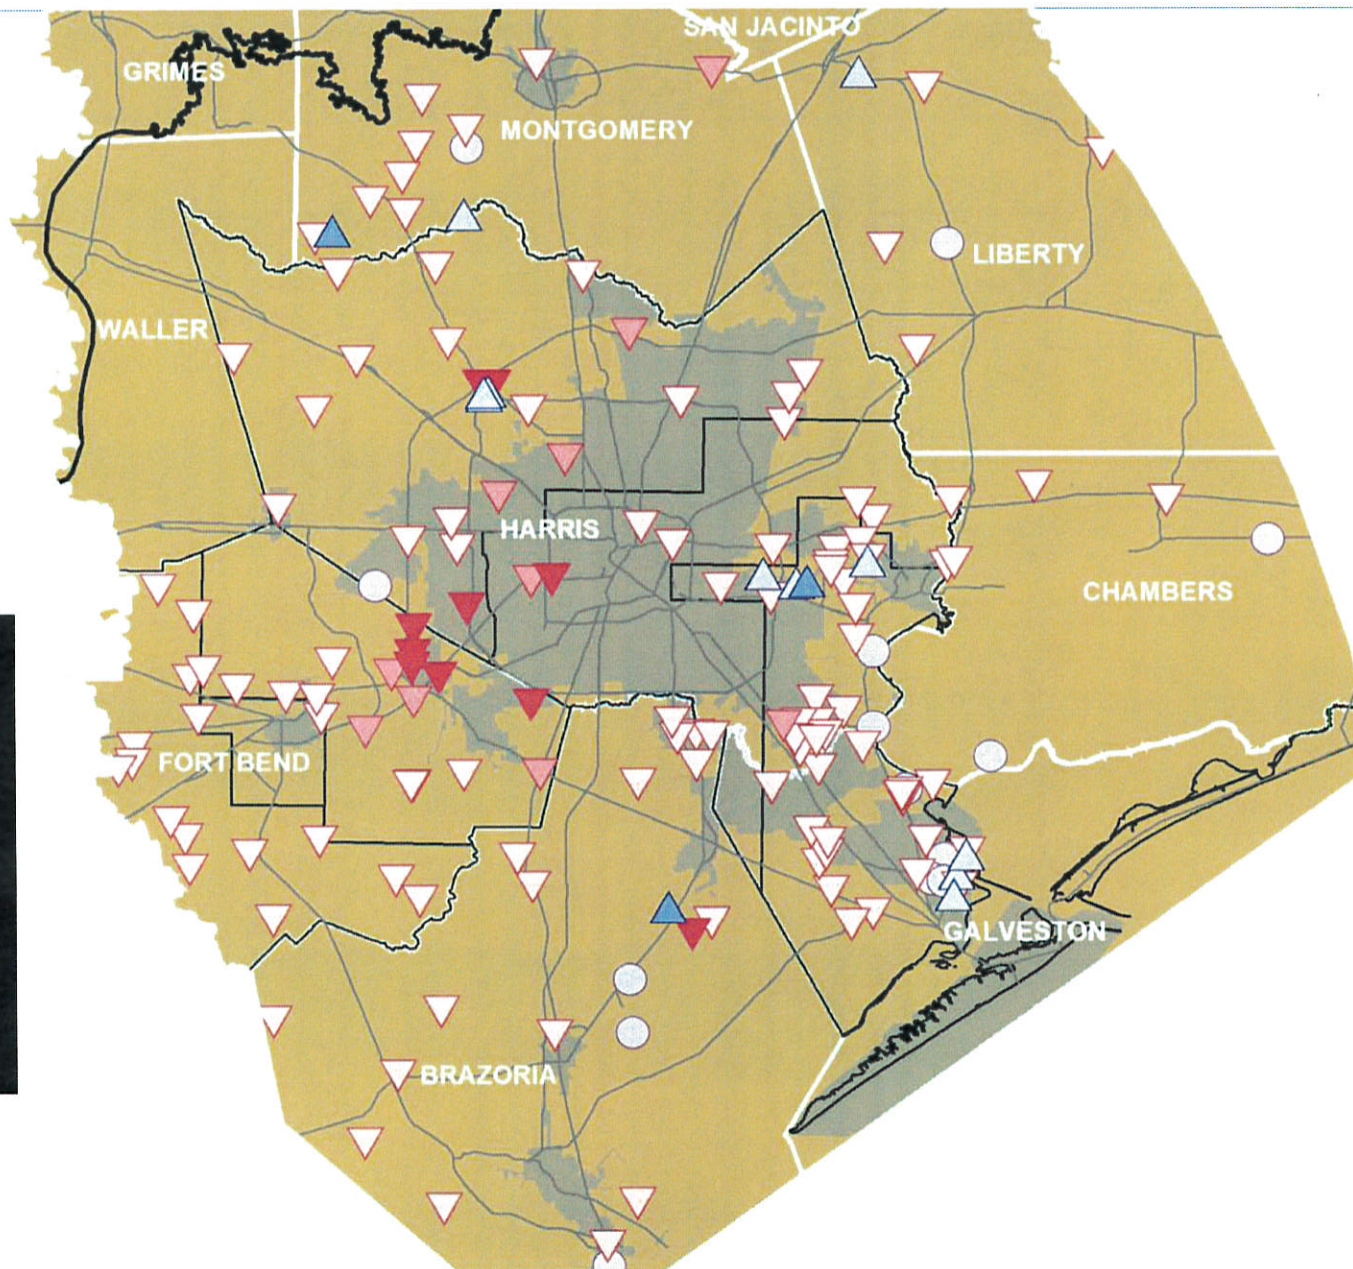 SAN JACINTO
GRIMES
MONTGOMERY
LIBERTY
WALLER
HARRIS
CHAMBERS
FORT BEND
GALVESTON
BRAZORIA